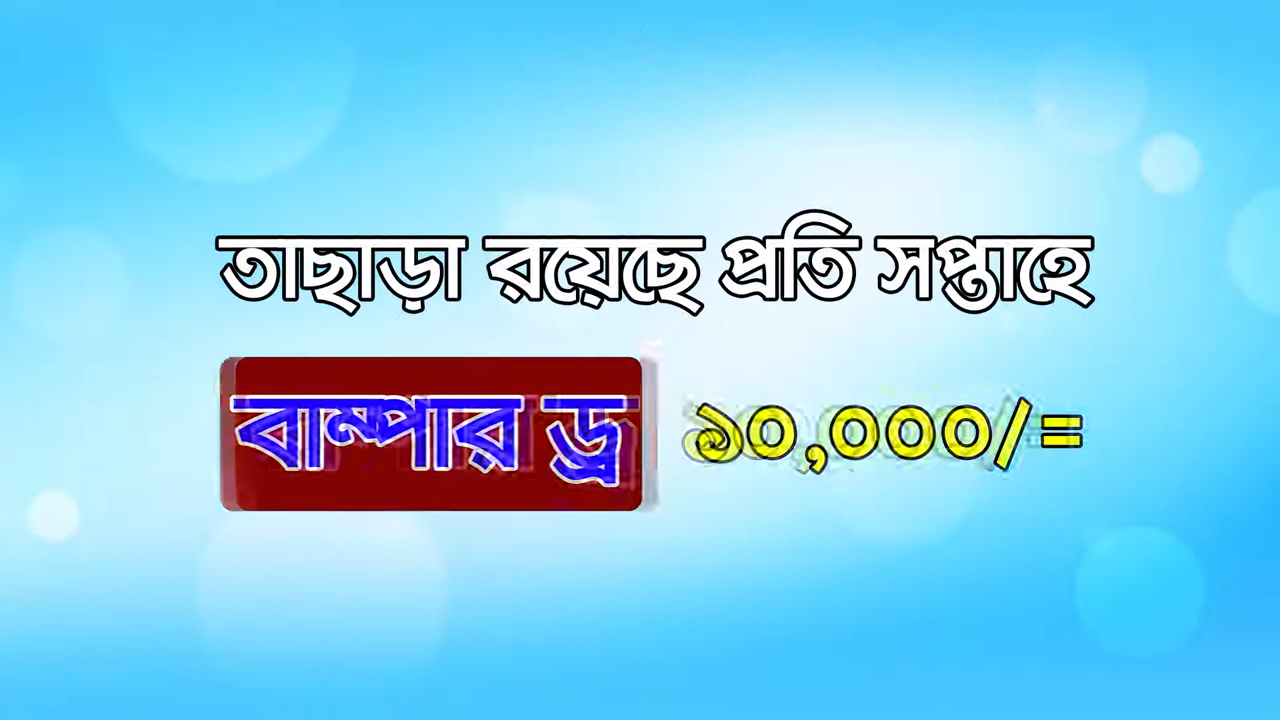 তাছাড়া রয়েছে প্রতি সপ্তাহে
বাম্পার ড্র ১০,০০০/=